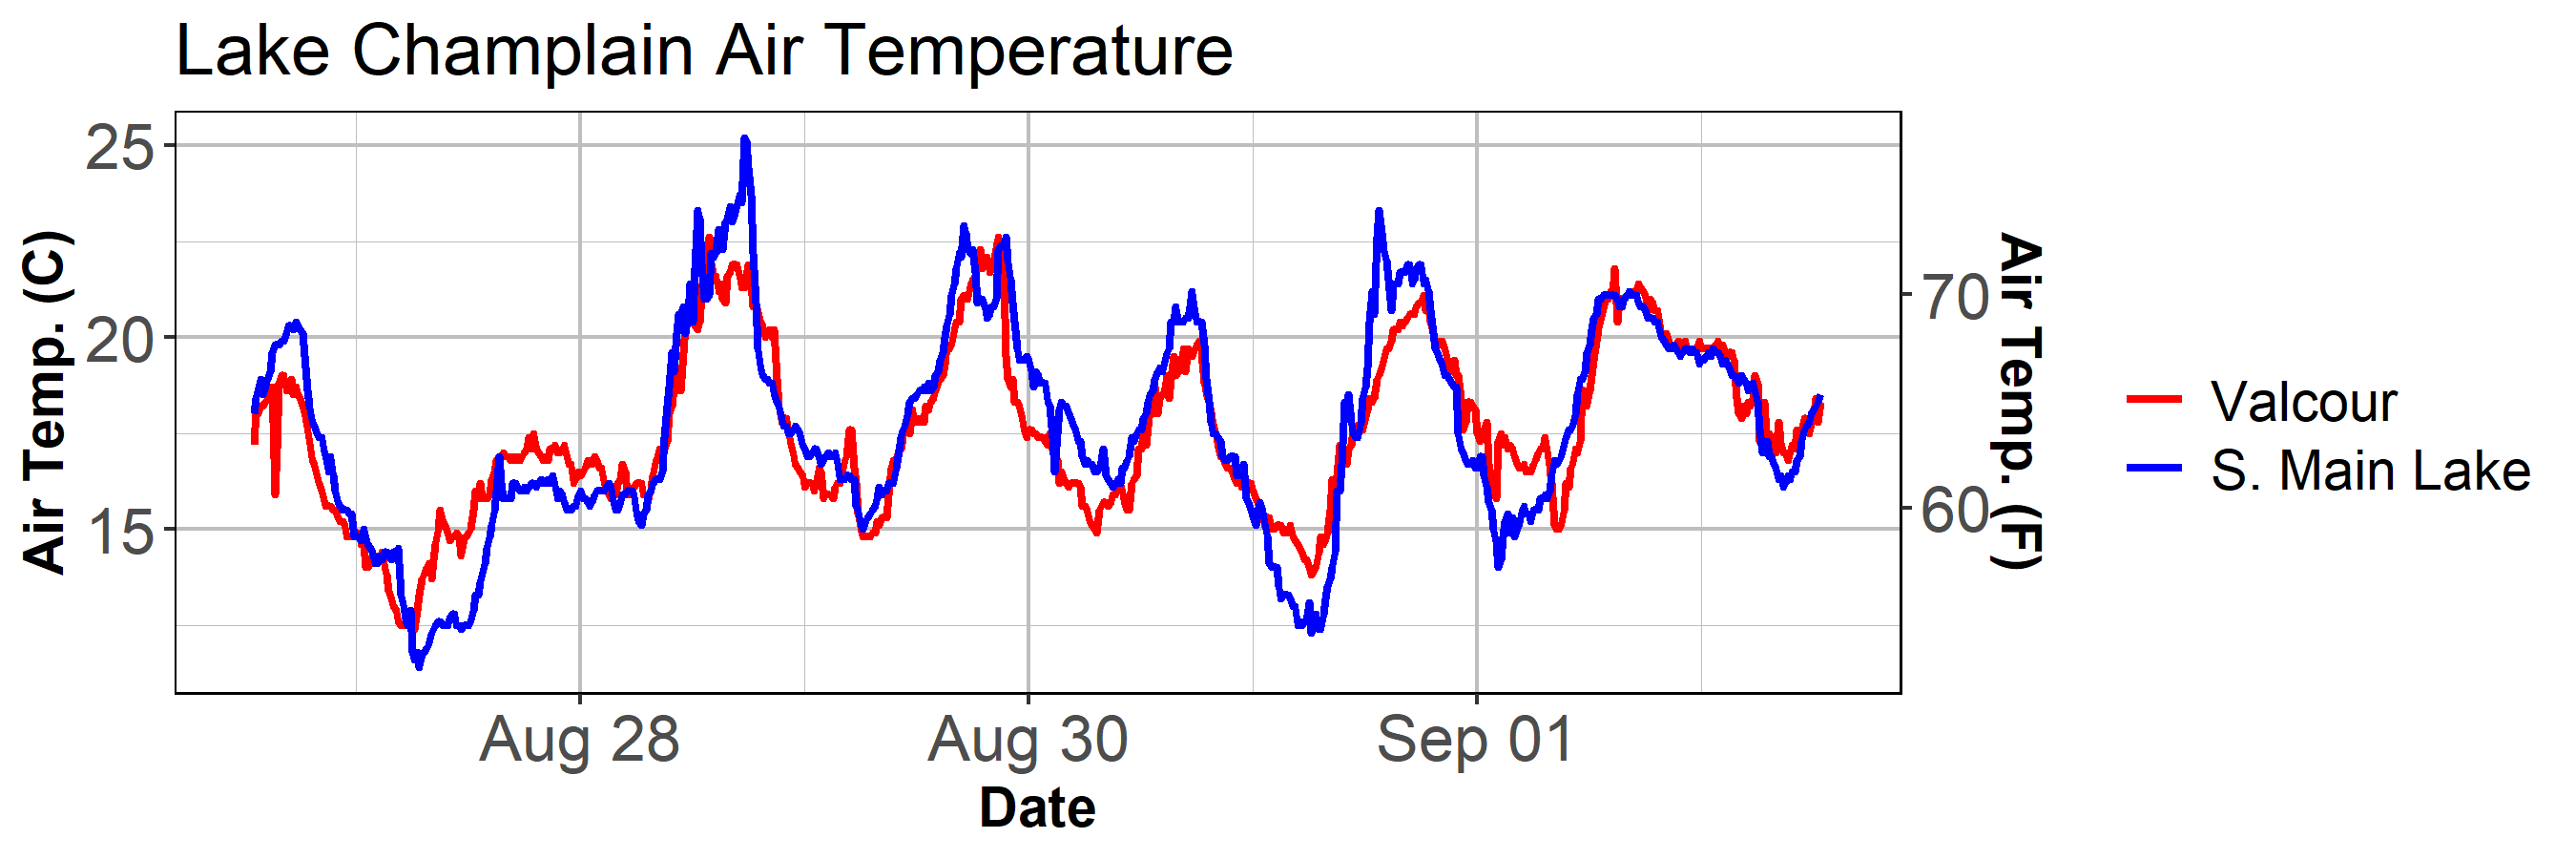 Lake Champlain Air Temperature
25
20
15
Air Temp. (C)
70
60
Air Temp. (F)
Aug 28
Aug 30
Sep 01
Date
Valcour
S. Main Lake